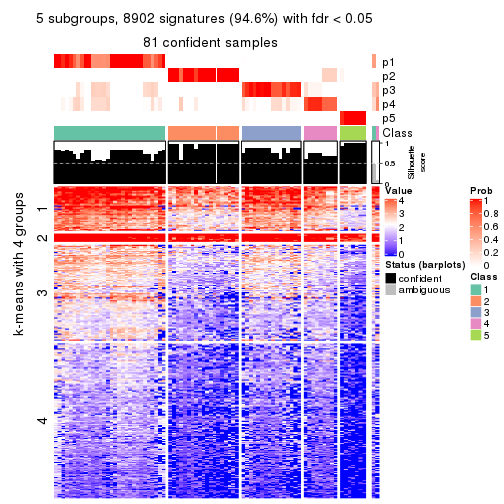 5 subgroups, 8902 signatures (94.6%) with fdr < 0.05
81 confident samples
p1
p2
p3
p4
p5
Class
1
0.5
0
Silhouette
score
k-means with 4 groups
1
2
3
4
Value
4
3
2
1
0
Status (barplots)
confident
ambiguous
Prob
1
0.8
0.6
0.4
0.2
0
Class
1
2
3
4
5